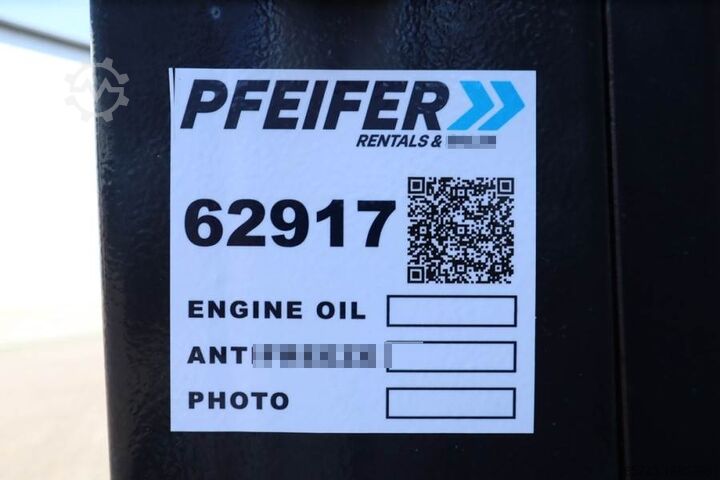 PFEIFER
RENTALS &
62917
ENGINE OIL
PHOTO